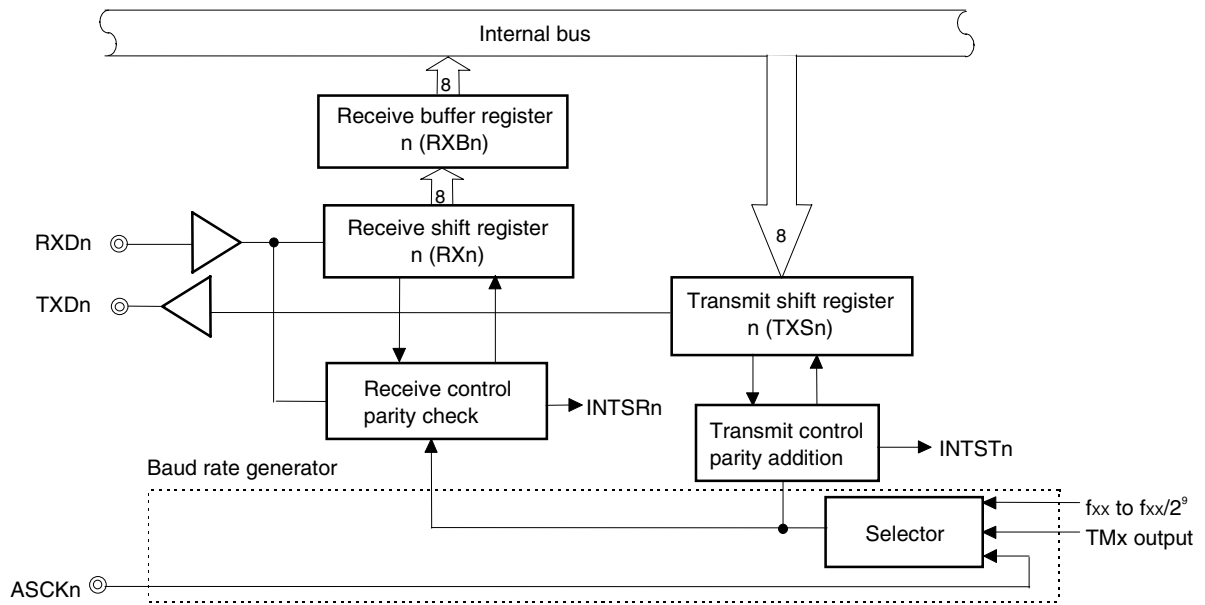 Internal bus
8
Receive buffer register
n (RXBn)
8
RXDn
Receive shift register
n (RXn)
8
TXDn
Transmit shift register
n (TXSn)
Receive control
parity check
INTSRn
Transmit control
parity addition
INTSTn
Baud rate generator
fxx to fxx/2⁹
Selector
TMx output
ASCKn